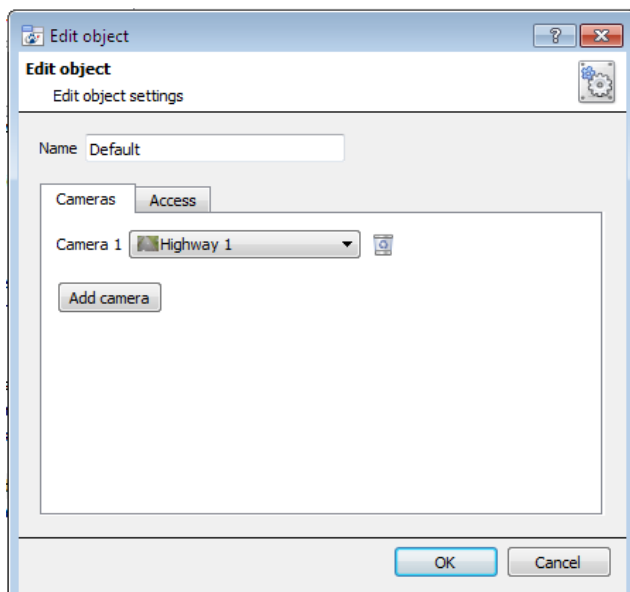 Edit object
Edit object
Edit object settings
Name Default
Cameras Access
Camera 1 Highway 1
Add camera
OK Cancel